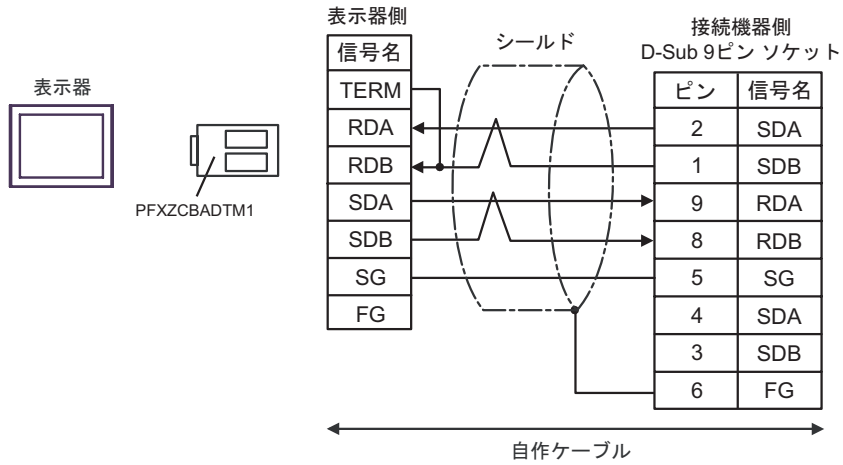 表示器
PFXZCBADTM1
表示器側
信号名
TERM
RDA
RDB
SDA
SDB
SG
FG
シールド
接続機器側
D-Sub 9ピン ソケット
ピン 信号名
2 SDA
1 SDB
9 RDA
8 RDB
5 SG
4 SDA
3 SDB
6 FG
自作ケーブル